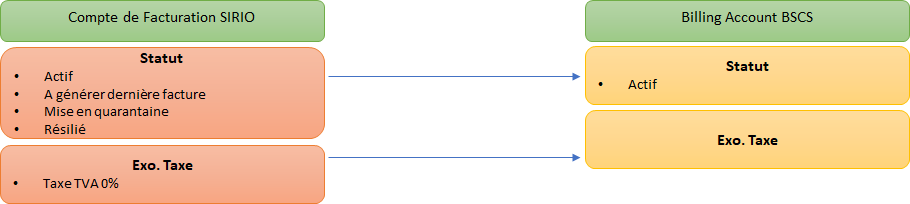 Compte de Facturation SIRIO
Statut
• Actif
• A générer dernière facture
• Mise en quarantaine
• Résilié
Exo. Taxe
• Taxe TVA 0%
Billing Account BSCS
Statut
• Actif
Exo. Taxe